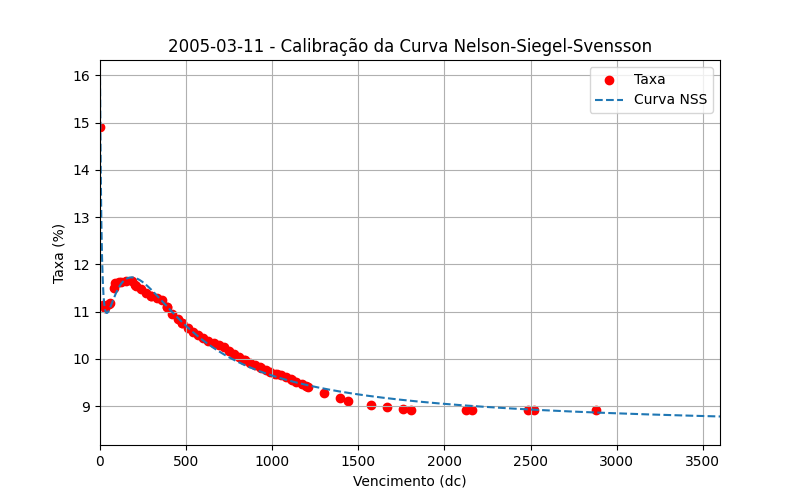 2005-03-11 - Calibração da Curva Nelson-Siegel-Svensson
Taxa
Curva NSS
Taxa (%)
16
15
14
13
12
11
10
9
0 500 1000 1500 2000 2500 3000 3500
Vencimento (dc)